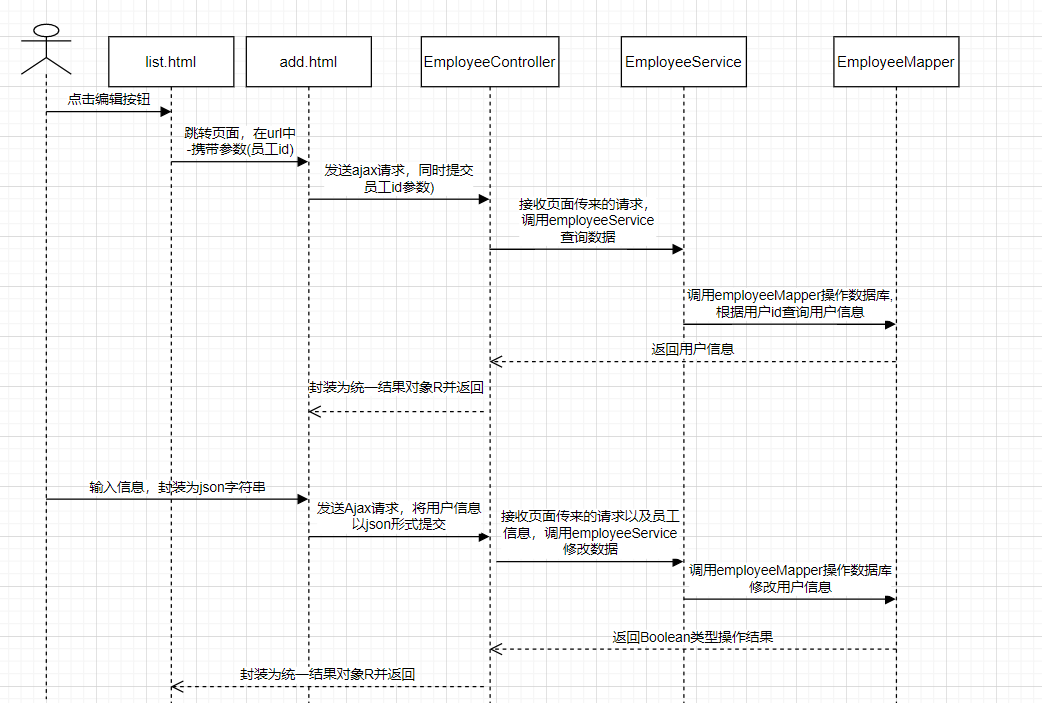 list.html
add.html
EmployeeController
EmployeeService
EmployeeMapper
点击编辑按钮
跳转页面，在url中
-携带参数(员工id)
发送ajax请求，同时提交
员工id参数)
接收页面传来的请求，
调用employeeService
查询数据
调用employeeMapper操作数据库,
根据用户id查询用户信息
返回用户信息
封装为统一结果对象R并返回
输入信息，封装为json字符串
发送Ajax请求，将用户信息
以json形式提交
接收页面传来的请求以及员工
信息，调用employeeService
修改数据
调用employeeMapper操作数据库
修改用户信息
返回Boolean类型操作结果
封装为统一结果对象R并返回